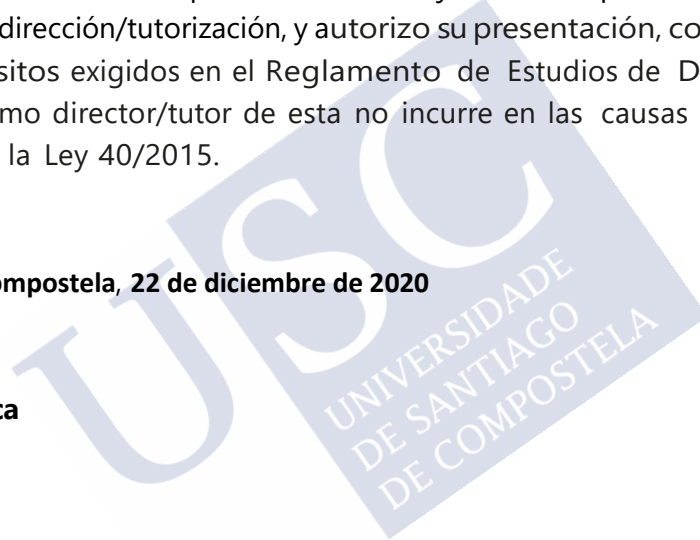 dirección/tutorización, y autorizo su presentación, co
sitos exigidos en el Reglamento de Estudios de D
mo director/tutor de esta no incurre en las causas
la Ley 40/2015.
ompostela, 22 de diciembre de 2020
ca
USC
UNIVERSIDADE
DE SANTIAGO
DE COMPOSTELA